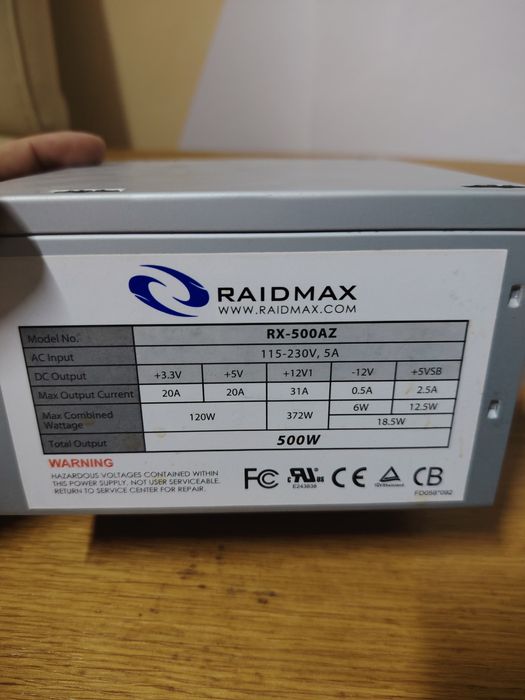 RAIDMAX
WWW.RAIDMAX.COM
Model No. RX-500AZ
AC Input 115-230V, 5A
DC Output +3.3V +5V +12V1 -12V +5VSB
Max Output Current 20A 20A 31A 0.5A 2.5A
Max Combined Wattage 120W 372W 6W 12.5W
18.5W
Total Output 500W
WARNING
HAZARDOUS VOLTAGES CONTAINED WITHIN
THIS POWER SUPPLY. NOT USER SERVICEABLE.
RETURN TO SERVICE CENTER FOR REPAIR.
FC c RU us CE CB
E243838